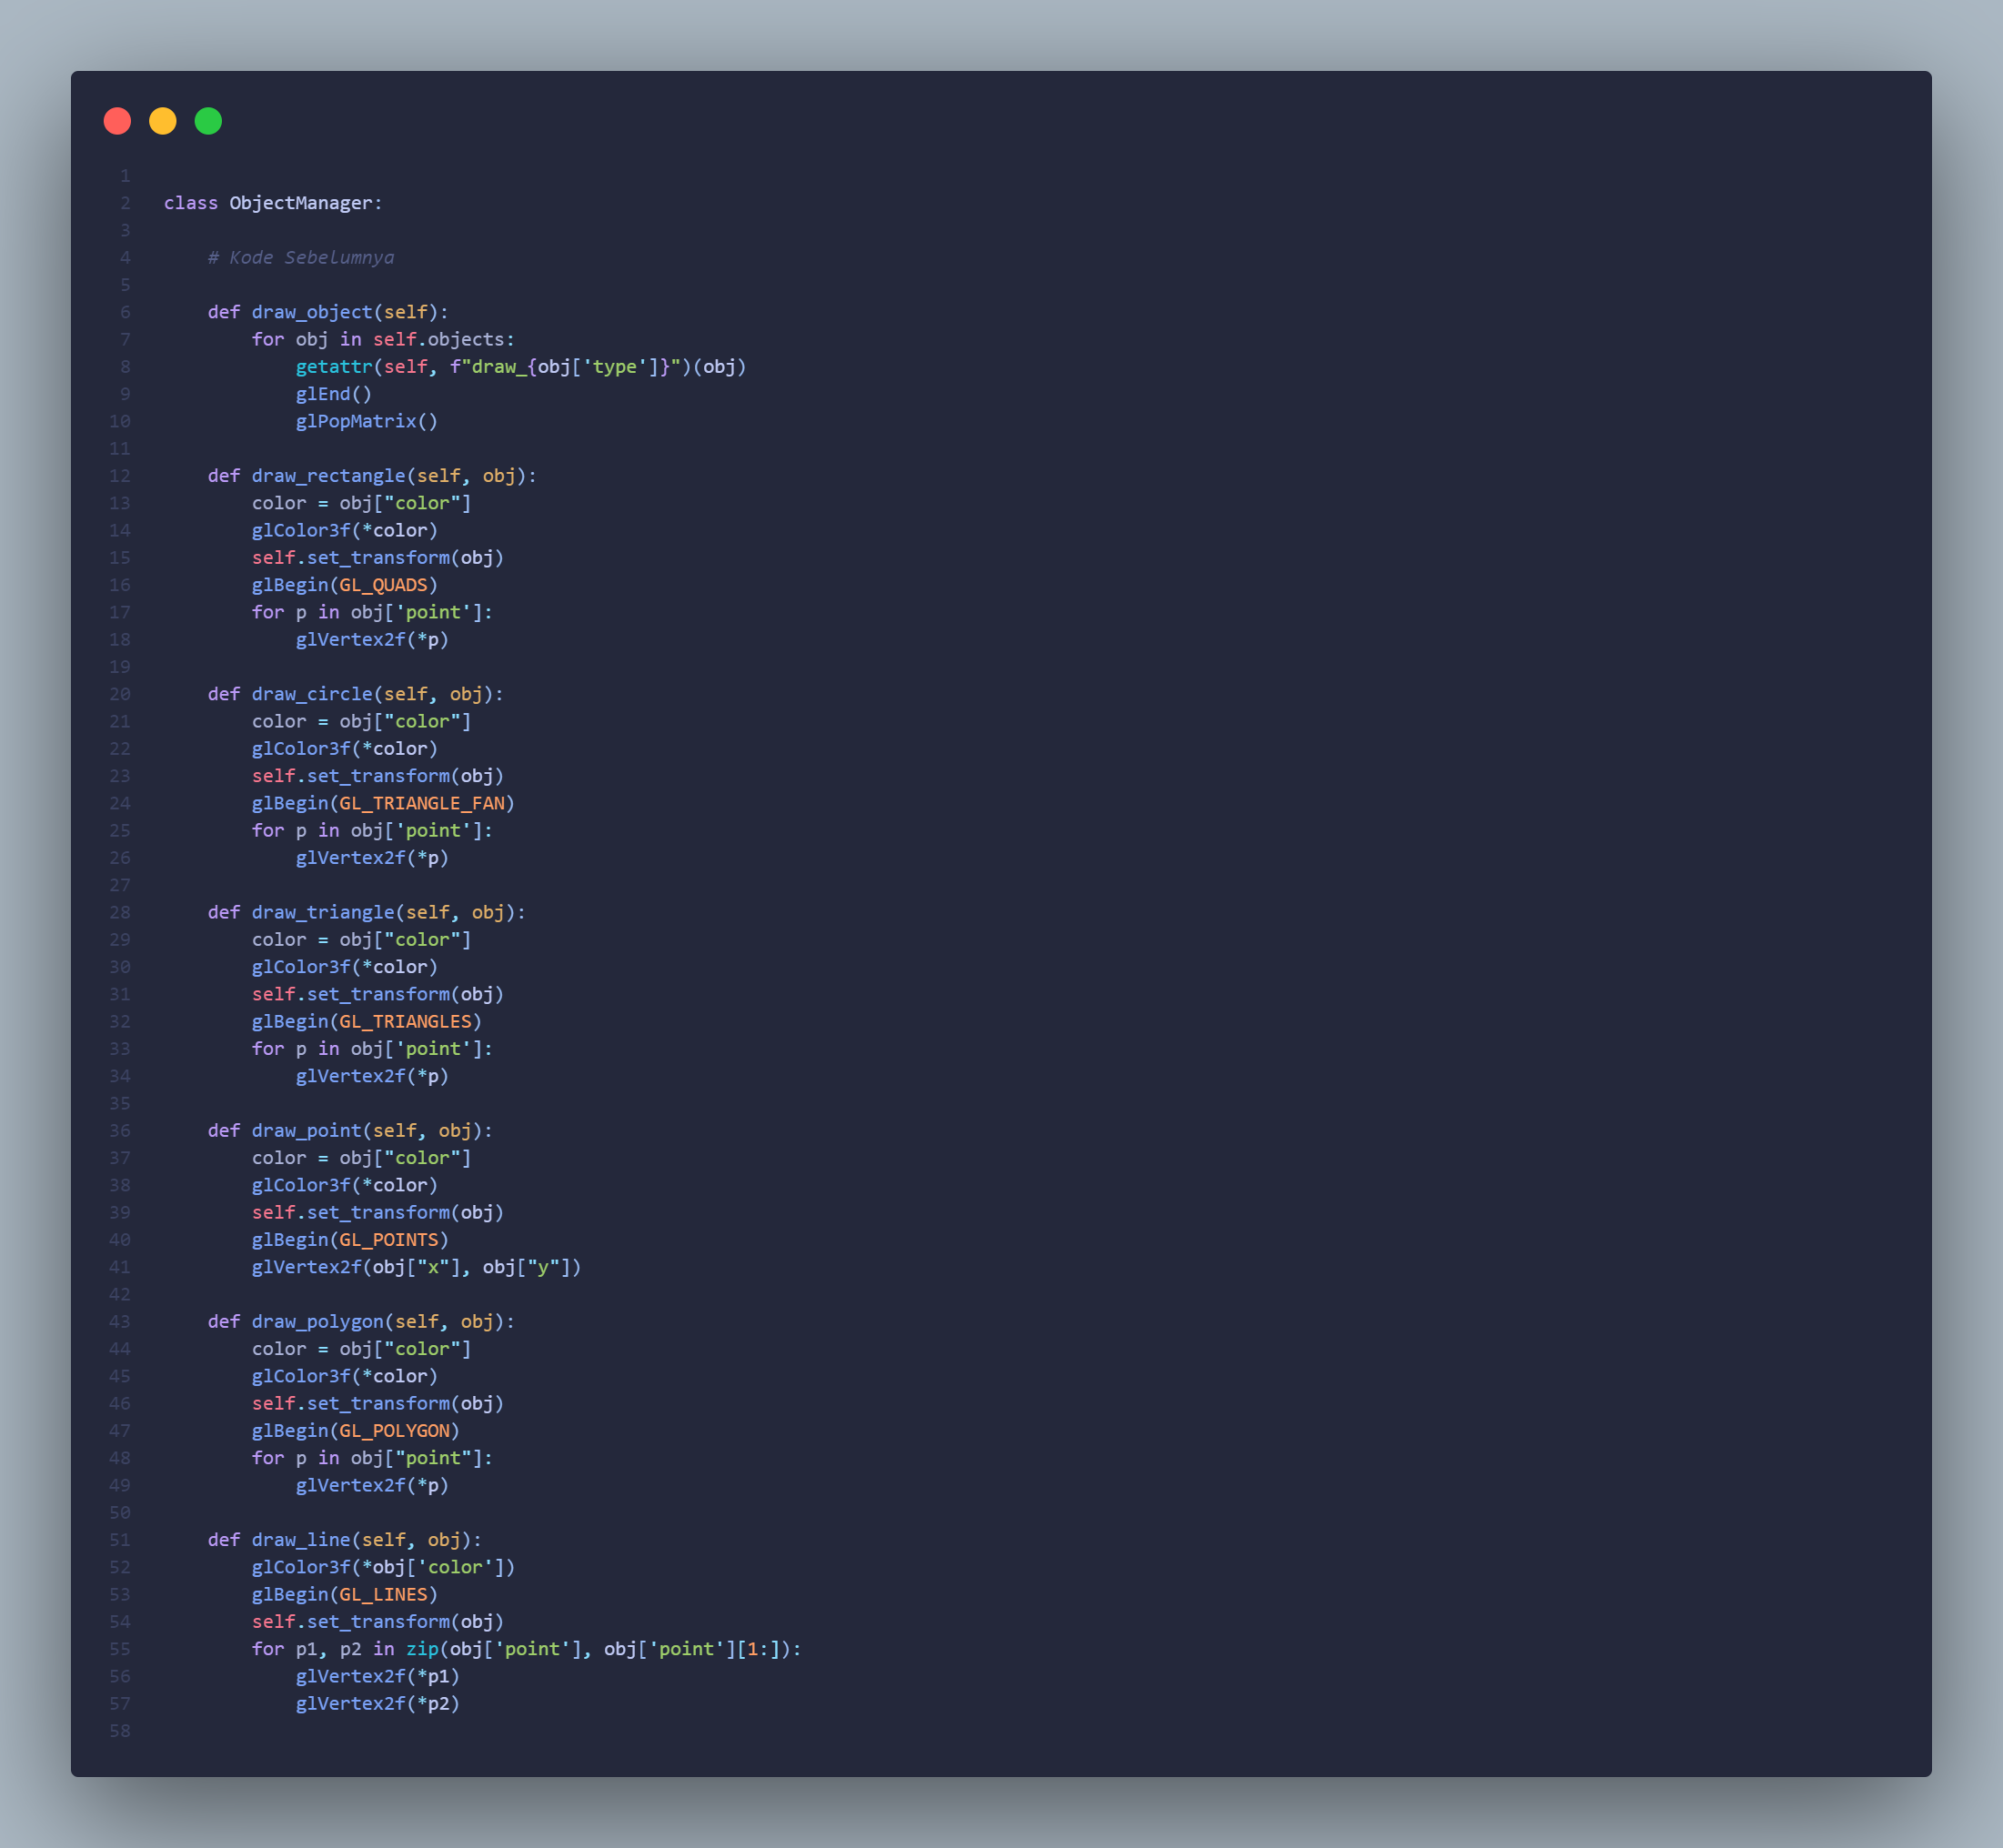 1
2 class ObjectManager:
3
4     # Kode Sebelumnya
5
6     def draw_object(self):
7         for obj in self.objects:
8             getattr(self, f"draw_{obj['type']}")(obj)
9             glEnd()
10             glPopMatrix()
11
12     def draw_rectangle(self, obj):
13         color = obj["color"]
14         glColor3f(*color)
15         self.set_transform(obj)
16         glBegin(GL_QUADS)
17         for p in obj['point']:
18             glVertex2f(*p)
19
20     def draw_circle(self, obj):
21         color = obj["color"]
22         glColor3f(*color)
23         self.set_transform(obj)
24         glBegin(GL_TRIANGLE_FAN)
25         for p in obj['point']:
26             glVertex2f(*p)
27
28     def draw_triangle(self, obj):
29         color = obj["color"]
30         glColor3f(*color)
31         self.set_transform(obj)
32         glBegin(GL_TRIANGLES)
33         for p in obj['point']:
34             glVertex2f(*p)
35
36     def draw_point(self, obj):
37         color = obj["color"]
38         glColor3f(*color)
39         self.set_transform(obj)
40         glBegin(GL_POINTS)
41         glVertex2f(obj["x"], obj["y"])
42
43     def draw_polygon(self, obj):
44         color = obj["color"]
45         glColor3f(*color)
46         self.set_transform(obj)
47         glBegin(GL_POLYGON)
48         for p in obj["point"]:
49             glVertex2f(*p)
50
51     def draw_line(self, obj):
52         glColor3f(*obj['color'])
53         glBegin(GL_LINES)
54         self.set_transform(obj)
55         for p1, p2 in zip(obj['point'], obj['point'][1:]):
56             glVertex2f(*p1)
57             glVertex2f(*p2)
58